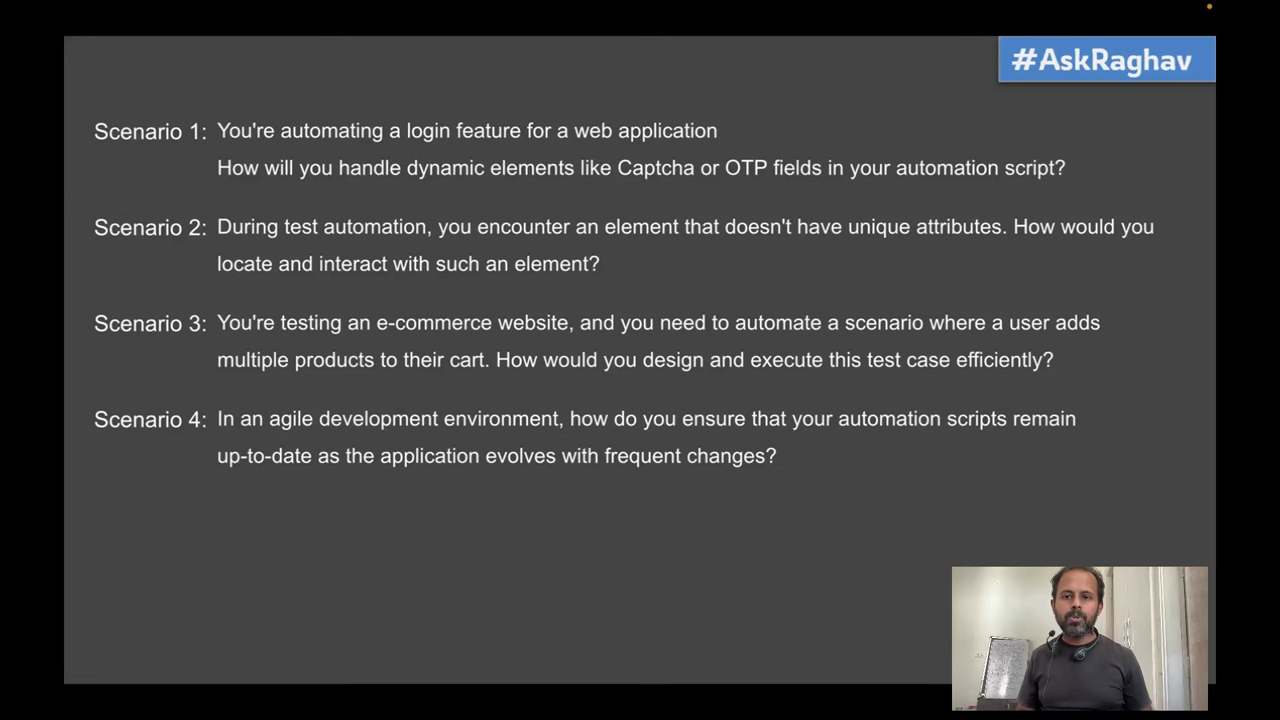 #AskRaghav
Scenario 1: You're automating a login feature for a web application
How will you handle dynamic elements like Captcha or OTP fields in your automation script?
Scenario 2: During test automation, you encounter an element that doesn't have unique attributes. How would you
locate and interact with such an element?
Scenario 3: You're testing an e-commerce website, and you need to automate a scenario where a user adds
multiple products to their cart. How would you design and execute this test case efficiently?
Scenario 4: In an agile development environment, how do you ensure that your automation scripts remain
up-to-date as the application evolves with frequent changes?